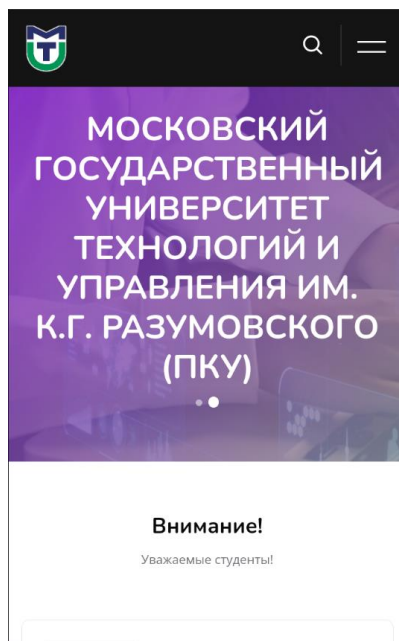 МОСКОВСКИЙ
ГОСУДАРСТВЕННЫЙ
УНИВЕРСИТЕТ
ТЕХНОЛОГИЙ И
УПРАВЛЕНИЯ ИМ.
К.Г. РАЗУМОВСКОГО
(ПКУ)
Внимание!
Уважаемые студенты!